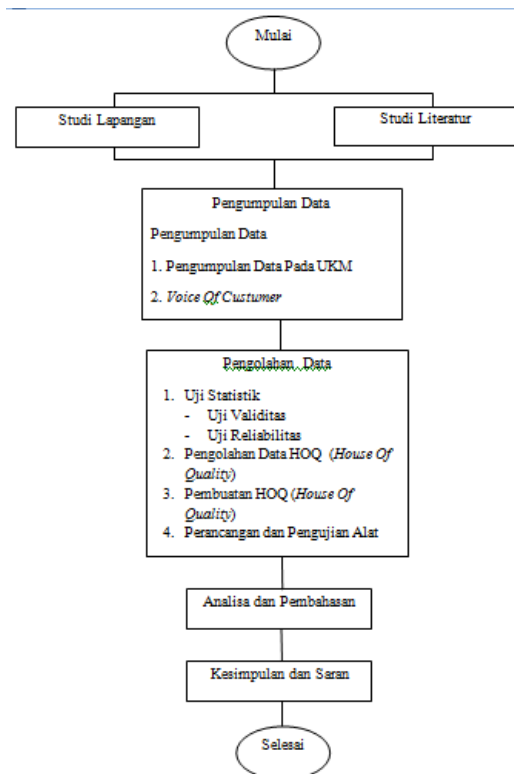 Mulai
Studi Lapangan
Studi Literatur
Pengumpulan Data
Pengumpulan Data
1. Pengumpulan Data Pada UKM
2. Voice Of Custumer
Pengolahan Data
1. Uji Statistik
- Uji Validitas
- Uji Reliabilitas
2. Pengolahan Data HOQ (House Of
Quality)
3. Pembuatan HOQ (House Of
Quality)
4. Perancangan dan Pengujian Alat
Analisa dan Pembahasan
Kesimpulan dan Saran
Selesai